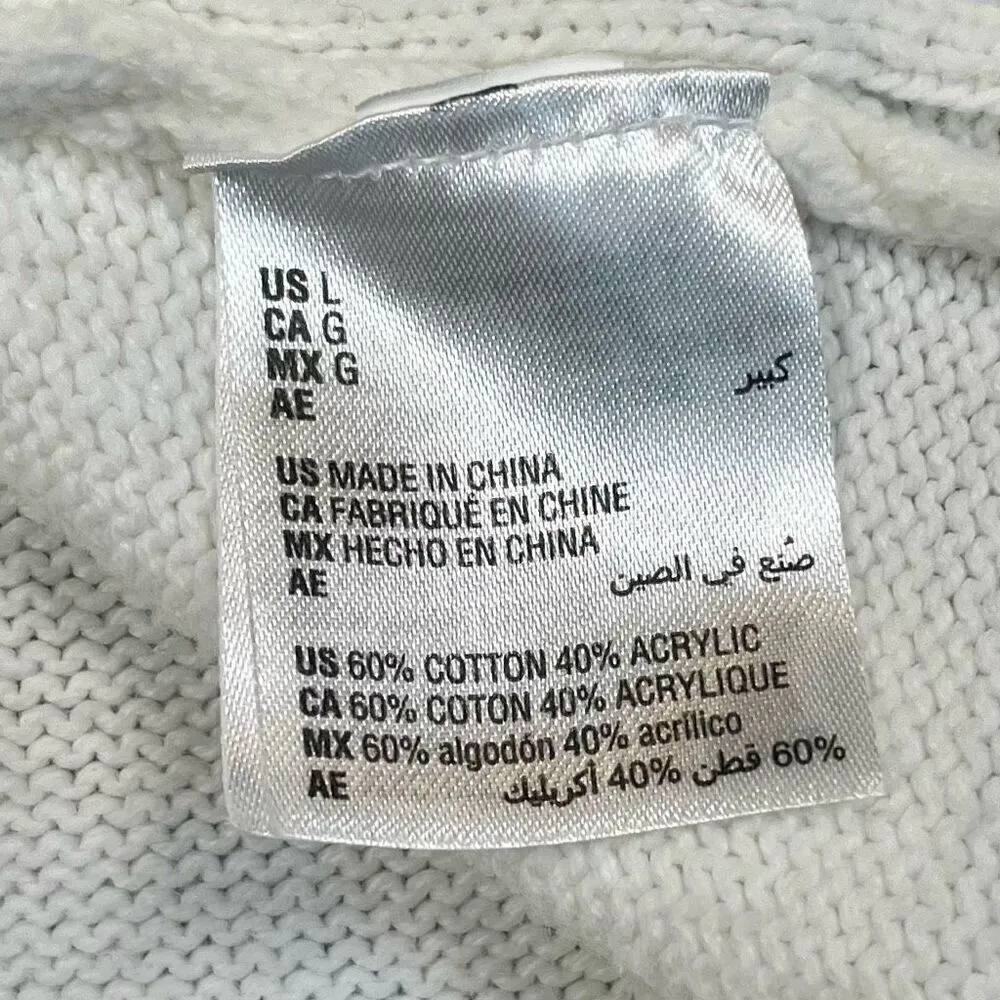 US L
CA G
MX G
AE كبير
US MADE IN CHINA
CA FABRIQUÉ EN CHINE
MX HECHO EN CHINA
AE صُنع في الصين
US 60% COTTON 40% ACRYLIC
CA 60% COTON 40% ACRYLIQUE
MX 60% algodón 40% acrílico
AE 60% قطن 40% أكريليك